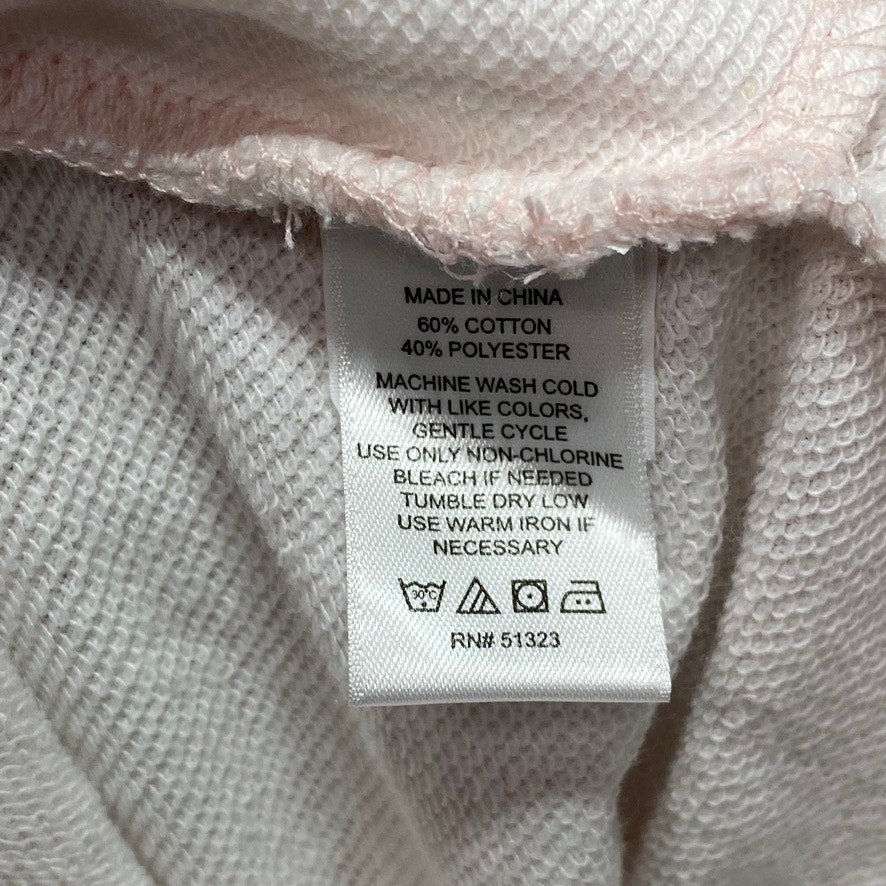 MADE IN CHINA
60% COTTON
40% POLYESTER
MACHINE WASH COLD
WITH LIKE COLORS,
GENTLE CYCLE
USE ONLY NON-CHLORINE
BLEACH IF NEEDED
TUMBLE DRY LOW
USE WARM IRON IF
NECESSARY
30°C
RN# 51323